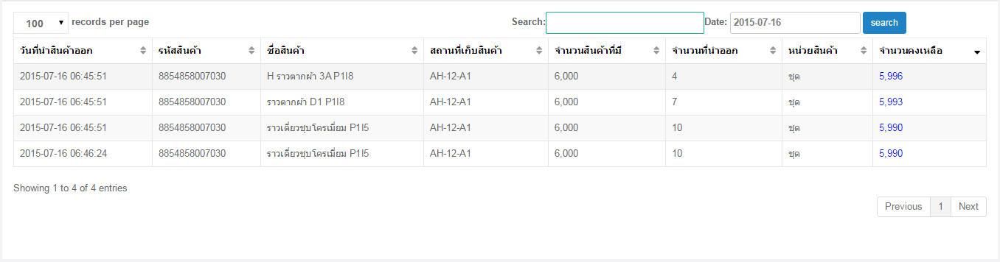 100 records per page Search: Date: 2015-07-16 search
วันที่นำสินค้าออก รหัสสินค้า ชื่อสินค้า สถานที่เก็บสินค้า จำนวนสินค้าที่มี จำนวนที่นำออก หน่วยสินค้า จำนวนคงเหลือ
2015-07-16 06:45:51 8854858007030 H ราวตากผ้า 3A P1I8 AH-12-A1 6,000 4 ชุด 5,996
2015-07-16 06:45:51 8854858007030 ราวตากผ้า D1 P1I8 AH-12-A1 6,000 7 ชุด 5,993
2015-07-16 06:45:51 8854858007030 ราวเดี่ยวชุบโครเมี่ยม P1I5 AH-12-A1 6,000 10 ชุด 5,990
2015-07-16 06:46:24 8854858007030 ราวเดี่ยวชุบโครเมี่ยม P1I5 AH-12-A1 6,000 10 ชุด 5,990
Showing 1 to 4 of 4 entries
Previous 1 Next